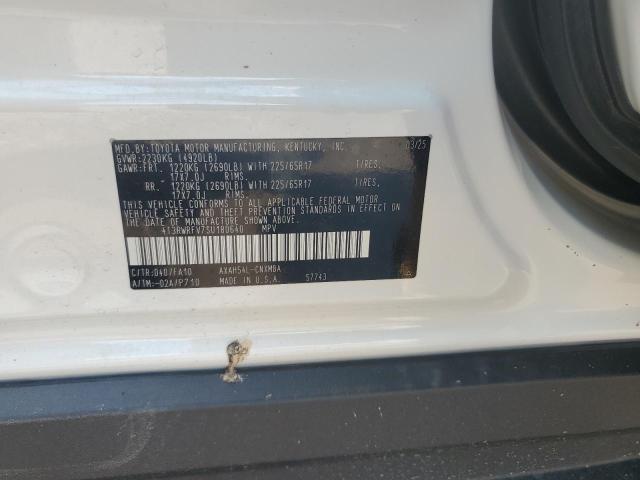 MFD.BY:TOYOTA MOTOR MANUFACTURING, KENTUCKY, INC. 03/25
GVWR:2230KG (4920LB)
GAWR:FRT. 1220KG (2690LB) WITH 225/65R17 T/RES.
17X7.0J RIMS
RR. 1220KG (2690LB) WITH 225/65R17 T/RES.
17X7.0J RIMS
THIS VEHICLE CONFORMS TO ALL APPLICABLE FEDERAL MOTOR
VEHICLE SAFETY AND THEFT PREVENTION STANDARDS IN EFFECT
ON THE DATE OF MANUFACTURE SHOWN ABOVE.
4T3RWRFV7SU180640 MPV
C/TR:040/FA10 AXAH54L-CNXMBA
A/TM:-02A/P710 MADE IN U.S.A. 57743